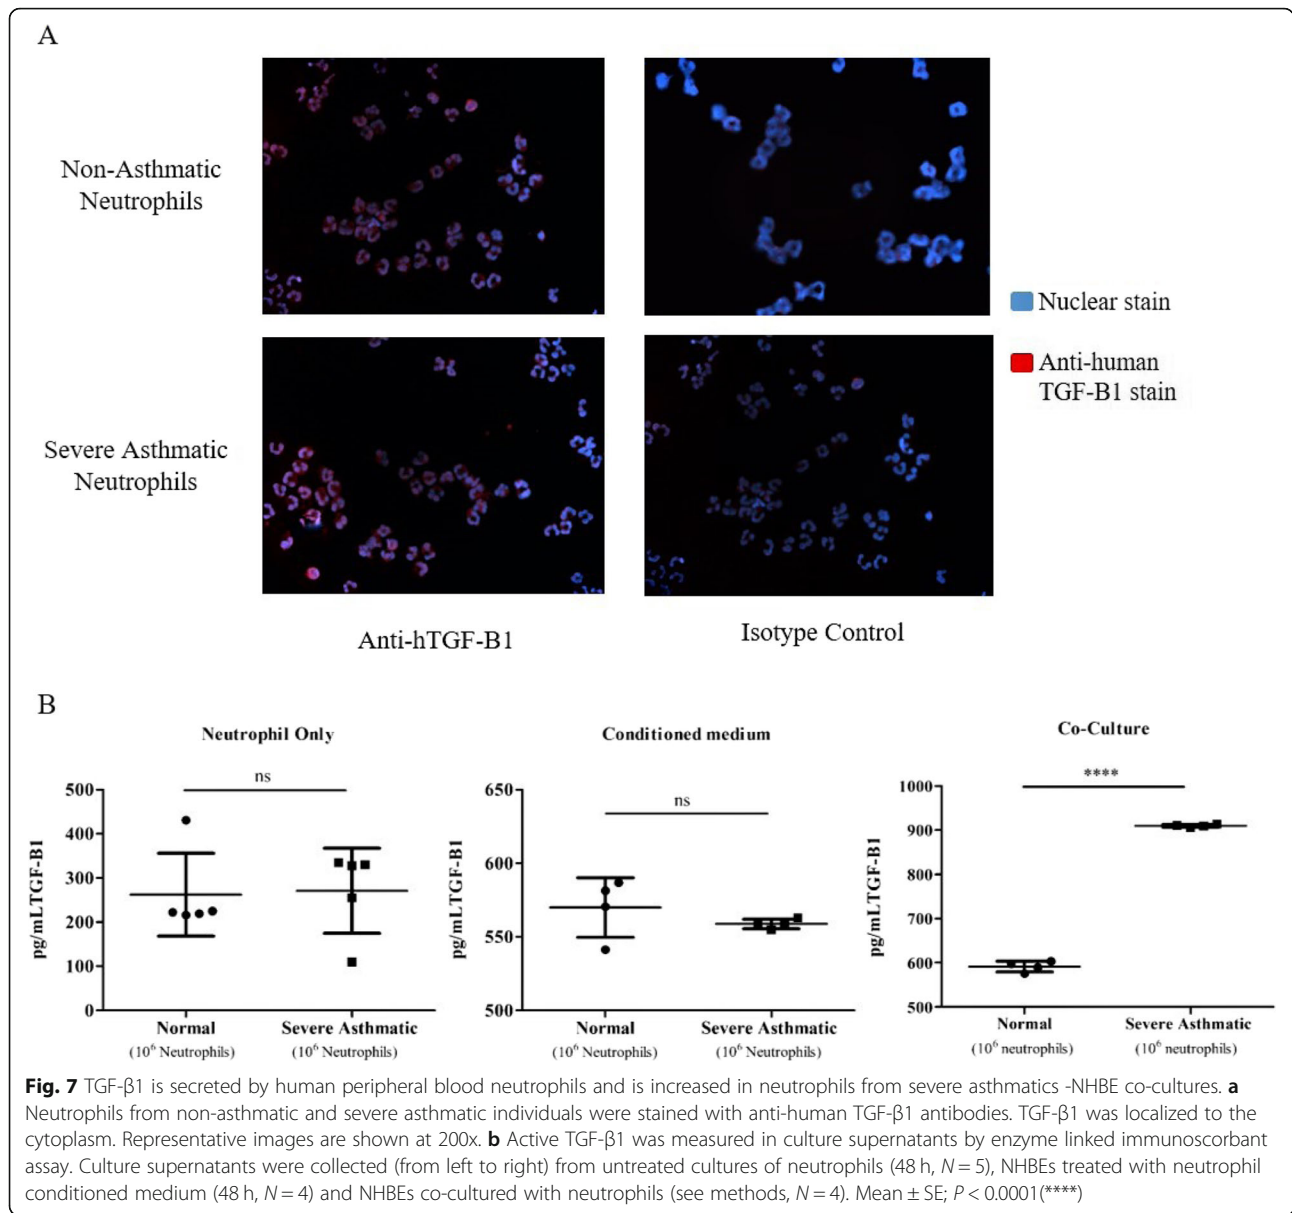 A
Non-Asthmatic
Neutrophils
Nuclear stain
Anti-human
TGF-B1 stain
Severe Asthmatic
Neutrophils
Anti-hTGF-B1
Isotype Control
B
Neutrophil Only
ns
pg/mLTGF-B1
500
400
300
200
100
0
Normal
(10⁶ Neutrophils)
Severe Asthmatic
(10⁶ Neutrophils)
Conditioned medium
ns
pg/mLTGF-B1
650
600
550
500
Normal
(10⁶ Neutrophils)
Severe Asthmatic
(10⁶ Neutrophils)
Co-Culture
****
pg/mLTGF-B1
1000
900
800
700
600
500
Normal
(10⁶ neutrophils)
Severe Asthmatic
(10⁶ neutrophils)
Fig. 7 TGF-β1 is secreted by human peripheral blood neutrophils and is increased in neutrophils from severe asthmatics -NHBE co-cultures. a
Neutrophils from non-asthmatic and severe asthmatic individuals were stained with anti-human TGF-β1 antibodies. TGF-β1 was localized to the
cytoplasm. Representative images are shown at 200x. b Active TGF-β1 was measured in culture supernatants by enzyme linked immunoscorbant
assay. Culture supernatants were collected (from left to right) from untreated cultures of neutrophils (48 h, N = 5), NHBEs treated with neutrophil
conditioned medium (48 h, N = 4) and NHBEs co-cultured with neutrophils (see methods, N = 4). Mean ± SE; P < 0.0001(****)